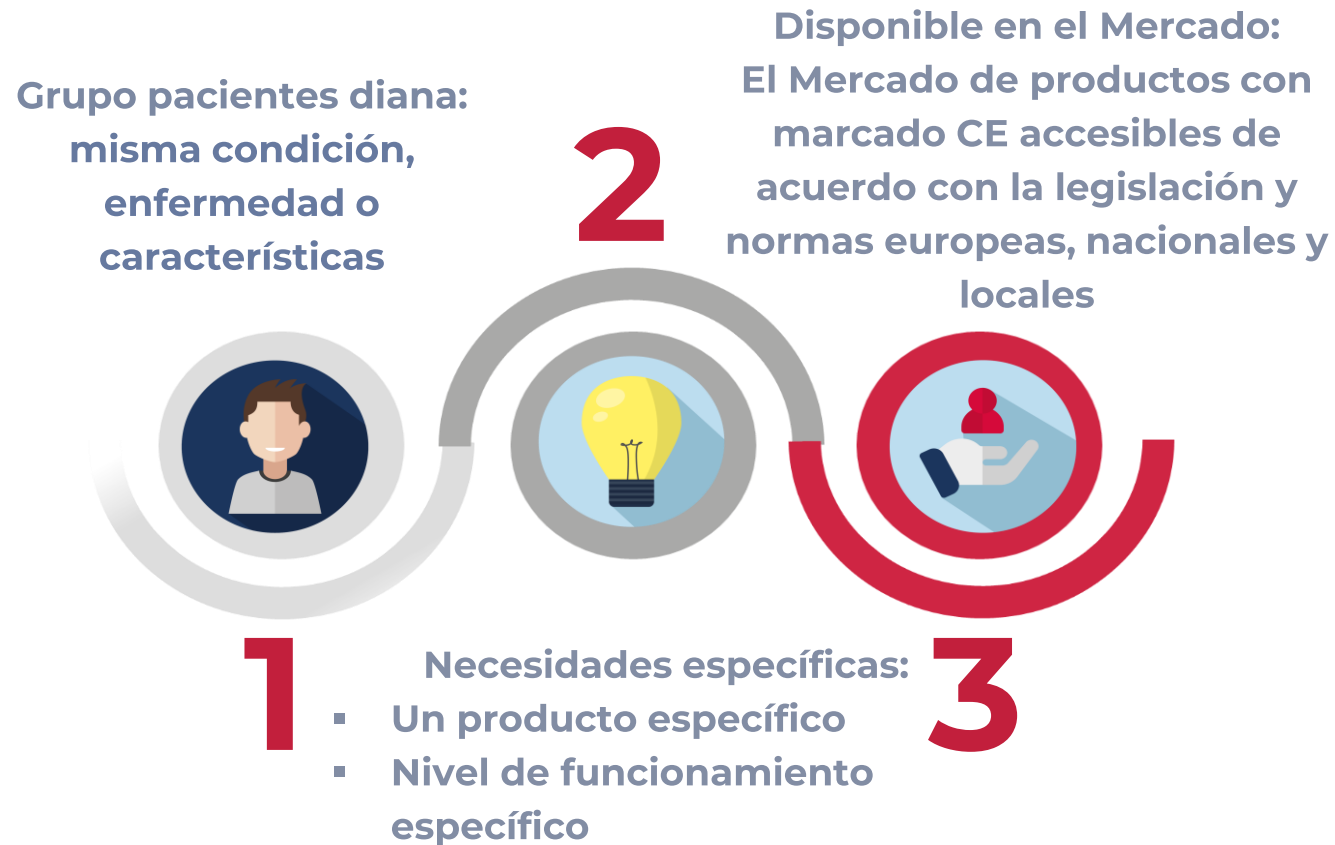 Grupo pacientes diana:
misma condición,
enfermedad o
características
1
2
Necesidades específicas:
▪ Un producto específico
▪ Nivel de funcionamiento
específico
3
Disponible en el Mercado:
El Mercado de productos con
marcado CE accesibles de
acuerdo con la legislación y
normas europeas, nacionales y
locales